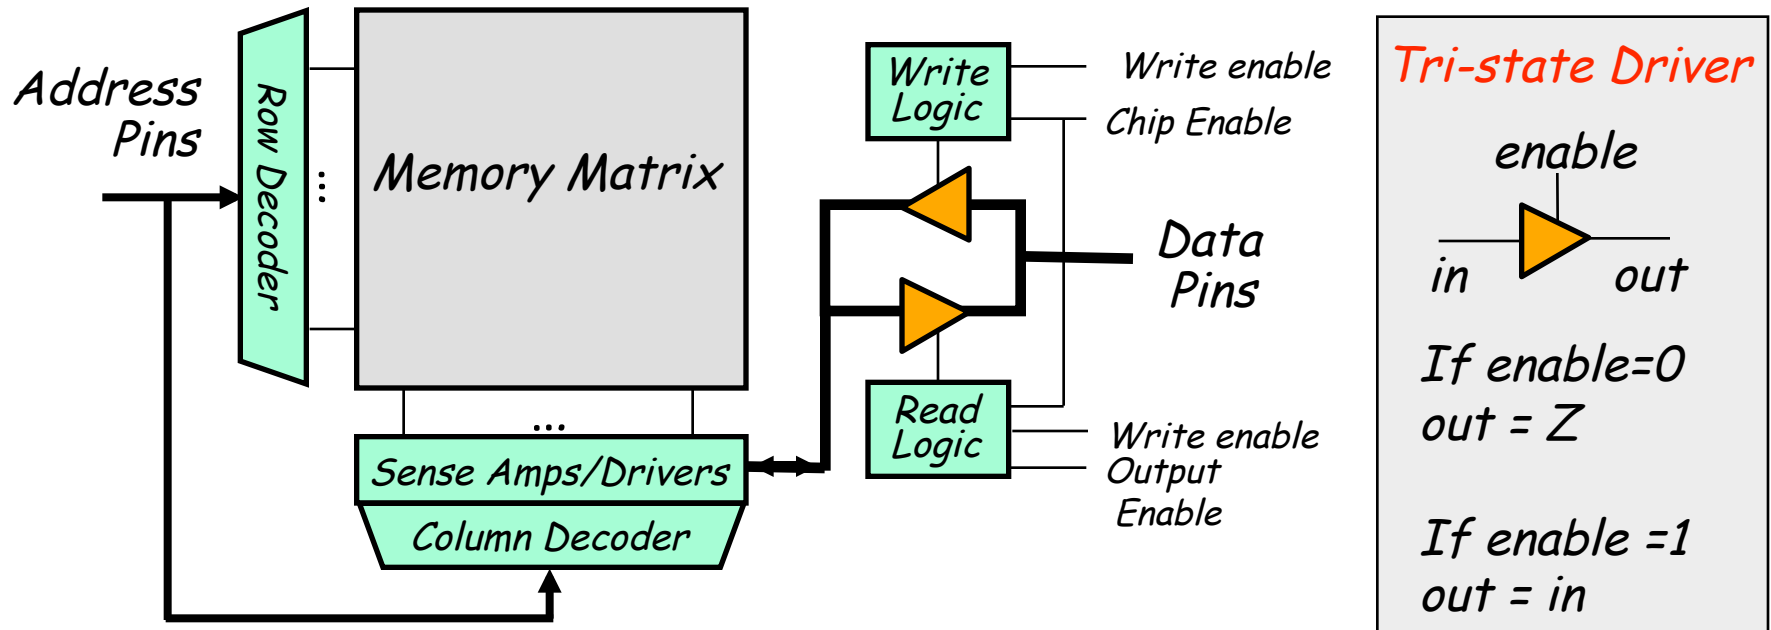 Address
Pins
Row Decoder
...
Memory Matrix
...
Sense Amps/Drivers
Column Decoder
Write
Logic
Write enable
Chip Enable
Data
Pins
Read
Logic
Write enable
Output
Enable
Tri-state Driver
enable
in
out
If enable=0
out = Z
If enable =1
out = in